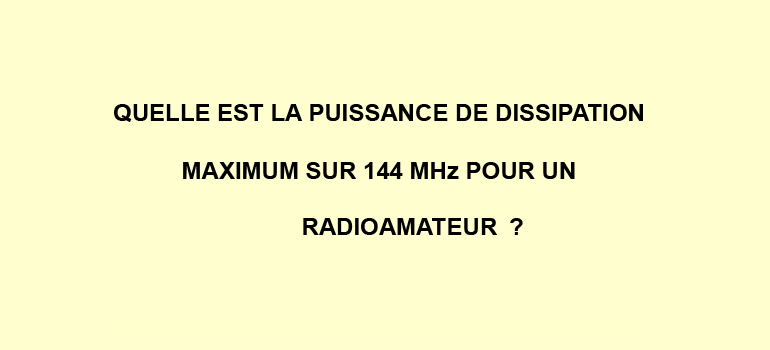 QUELLE EST LA PUISSANCE DE DISSIPATION
MAXIMUM SUR 144 MHz POUR UN
RADIOAMATEUR ?